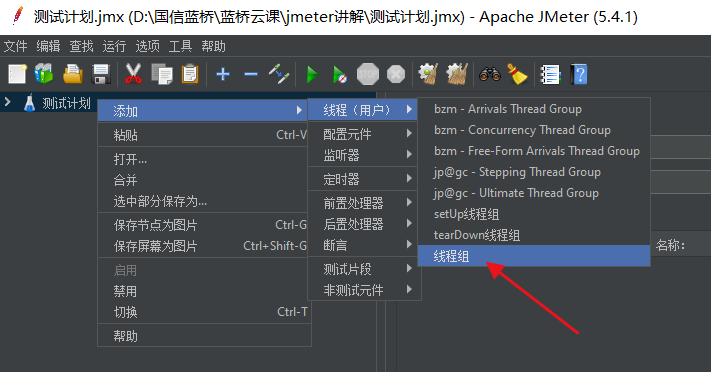 测试计划.jmx (D:\国信蓝桥\蓝桥云课\jmeter讲解\测试计划.jmx) - Apache JMeter (5.4.1)
文件 编辑 查找 运行 选项 工具 帮助
STOP
测试计划
添加
粘贴 Ctrl-V
打开...
合并
选中部分保存为...
保存节点为图片 Ctrl-G
保存屏幕为图片 Ctrl+Shift-G
启用
禁用
切换 Ctrl-T
帮助
线程（用户）
配置元件
监听器
定时器
前置处理器
后置处理器
断言
测试片段
非测试元件
bzm - Arrivals Thread Group
bzm - Concurrency Thread Group
bzm - Free-Form Arrivals Thread Group
jp@gc - Stepping Thread Group
jp@gc - Ultimate Thread Group
setUp线程组
tearDown线程组
线程组
名称: